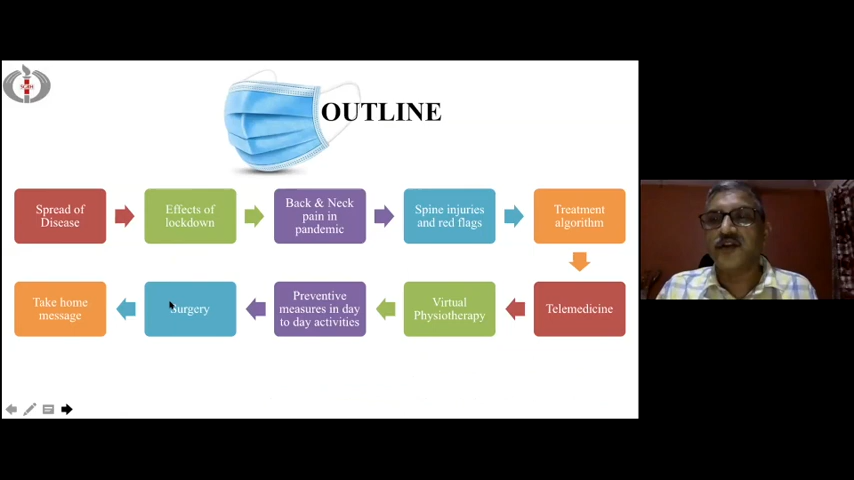 OUTLINE
Spread of
Disease
Effects of
lockdown
Back & Neck
pain in
pandemic
Spine injuries
and red flags
Treatment
algorithm
Telemedicine
Virtual
Physiotherapy
Preventive
measures in day
to day activities
Surgery
Take home
message